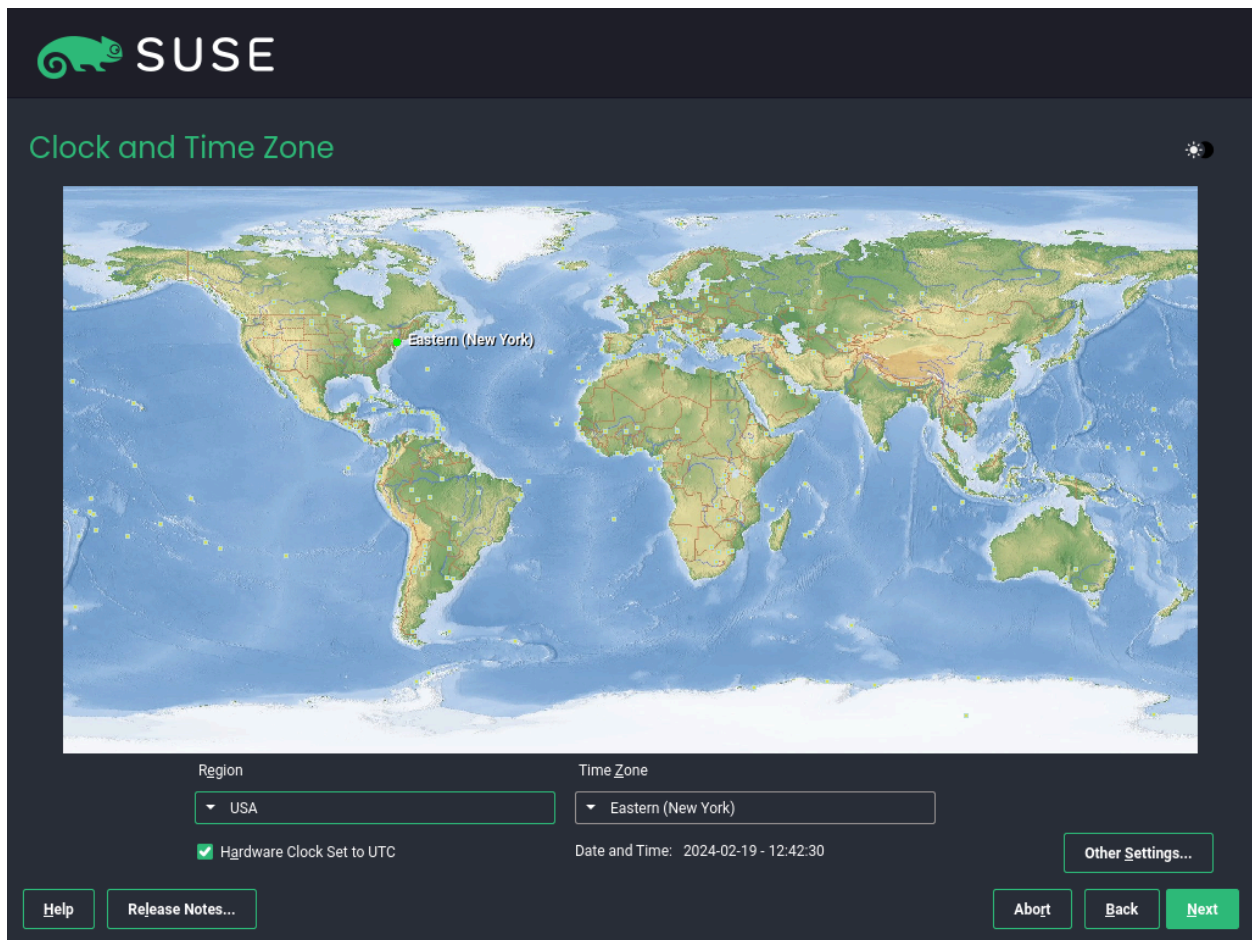 SUSE
Clock and Time Zone
Eastern (New York)
Region
Time Zone
USA
Eastern (New York)
Hardware Clock Set to UTC
Date and Time: 2024-02-19 - 12:42:30
Other Settings...
Help
Release Notes...
Abort
Back
Next